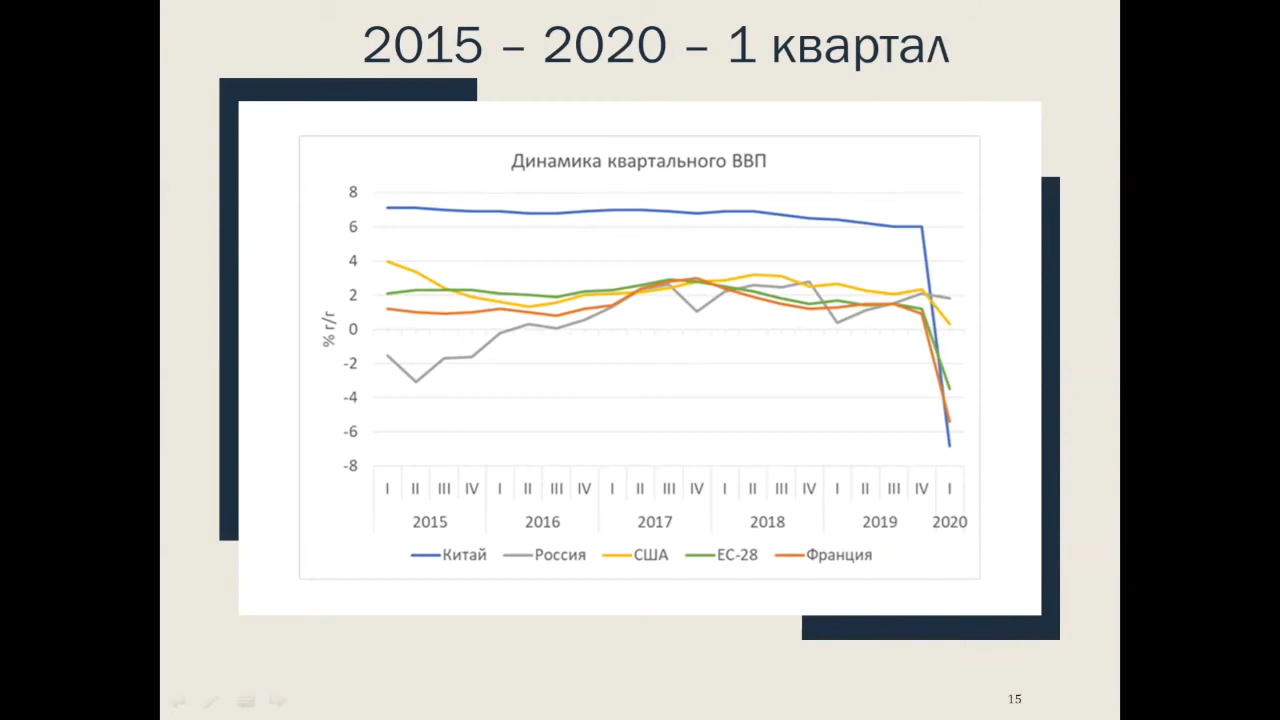 2015 – 2020 – 1 квартал
Динамика квартального ВВП
% г/г
8
6
4
2
0
-2
-4
-6
-8
I II III IV I II III IV I II III IV I II III IV I II III IV I
2015 2016 2017 2018 2019 2020
Китай Россия США ЕС-28 Франция
15